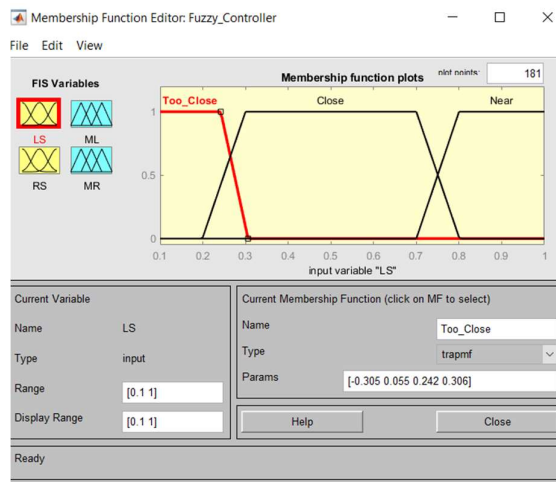 Membership Function Editor: Fuzzy_Controller
File Edit View
FIS Variables
Membership function plots
plot points:
181
LS
ML
RS
MR
Too_Close
Close
Near
1
0.5
0
0.1 0.2 0.3 0.4 0.5 0.6 0.7 0.8 0.9 1
input variable "LS"
Current Variable
Name LS
Type input
Range [0.1 1]
Display Range [0.1 1]
Current Membership Function (click on MF to select)
Name Too_Close
Type trapmf
Params [-0.305 0.055 0.242 0.306]
Help Close
Ready